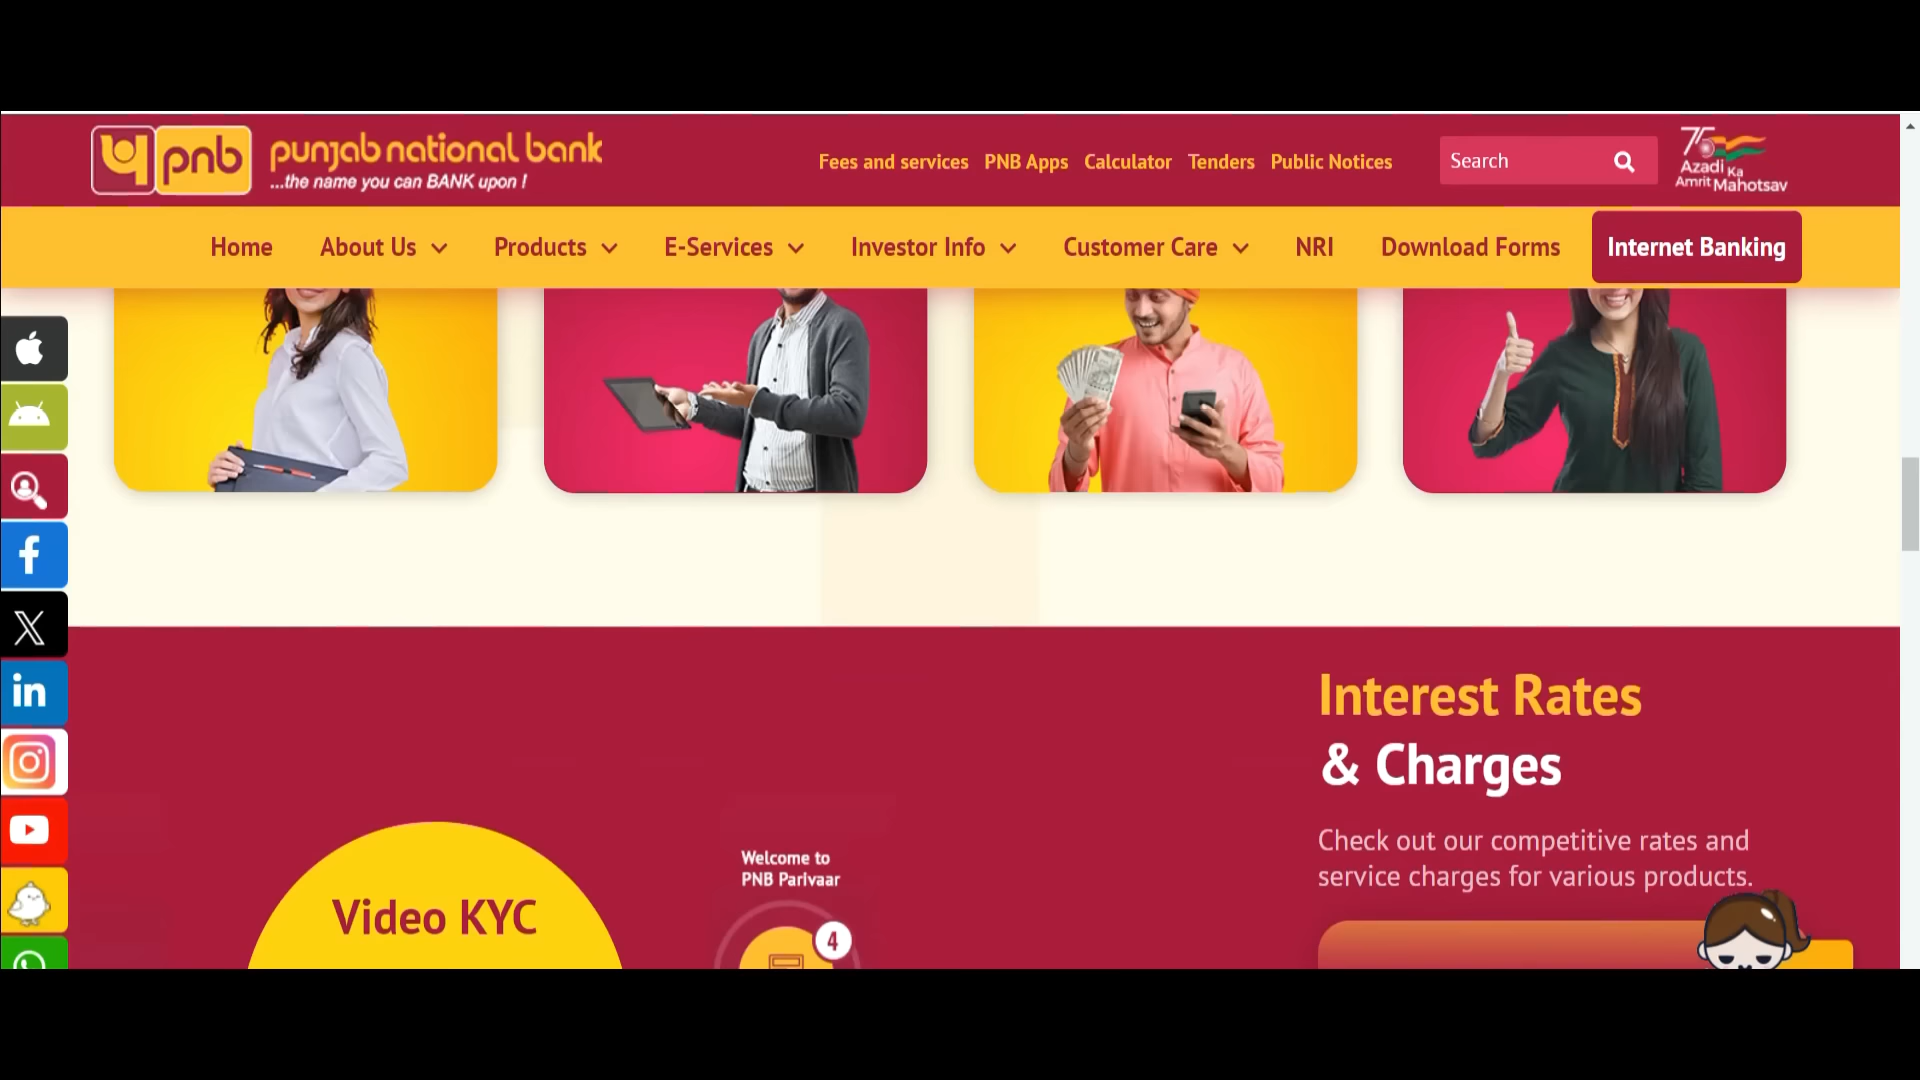 प pnb
punjab national bank
...the name you can BANK upon !
Fees and services PNB Apps Calculator Tenders Public Notices
Search
75
Azadi Ka
Amrit Mahotsav
Home About Us Products E-Services Investor Info Customer Care NRI Download Forms Internet Banking
f
X
in
Interest Rates
& Charges
Check out our competitive rates and
service charges for various products.
Welcome to
PNB Parivaar
Video KYC
4